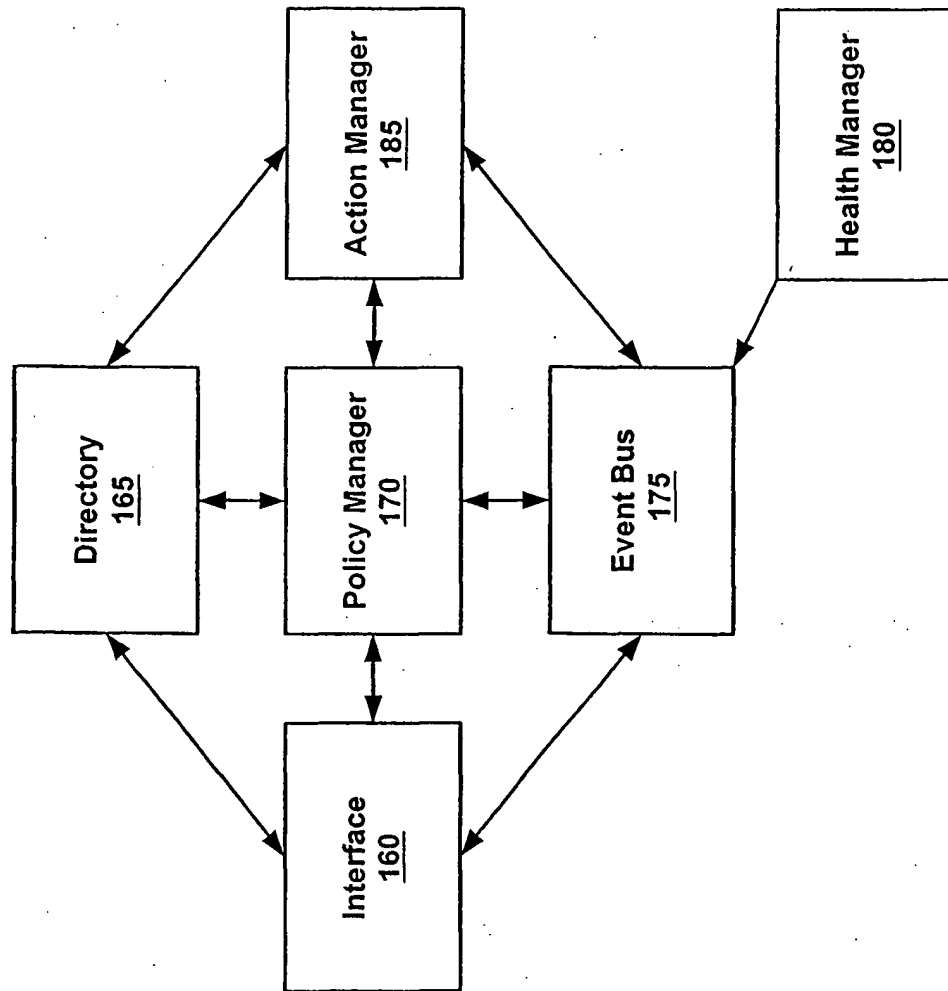 Directory
165
Interface
160
Policy Manager
170
Action Manager
185
Event Bus
175
Health Manager
180